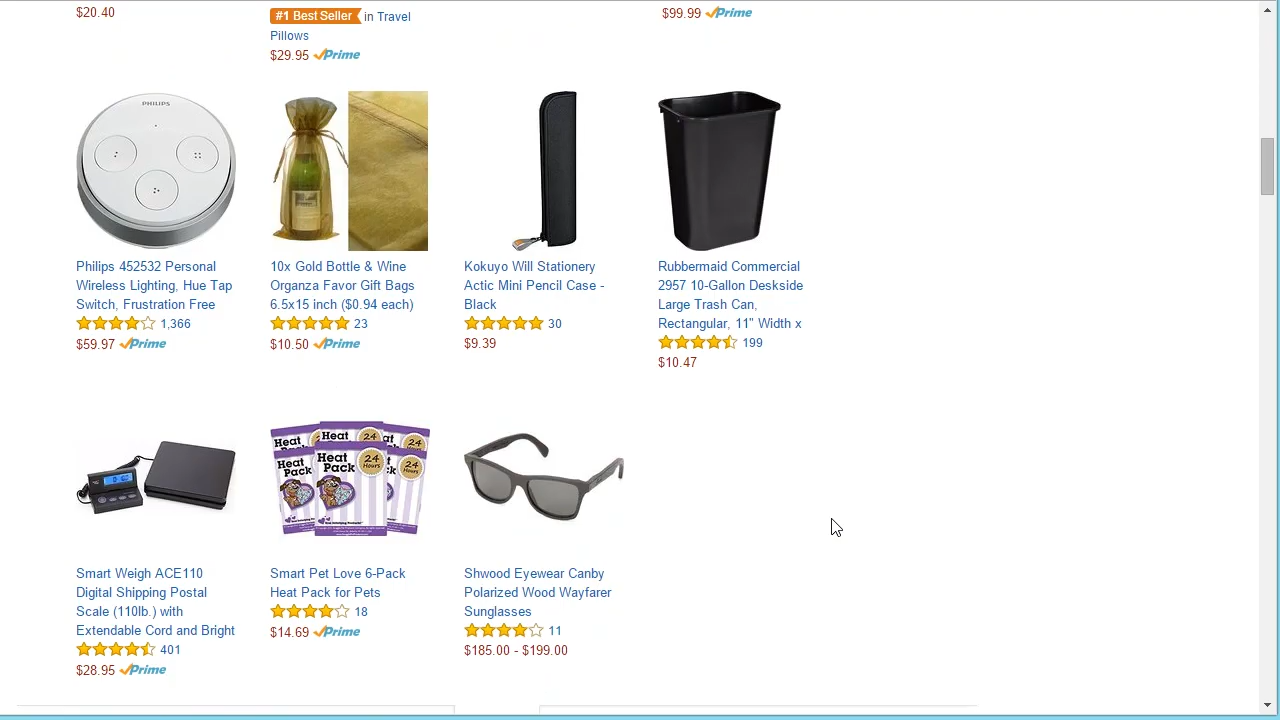 $20.40
#1 Best Seller in Travel
Pillows
$29.95 Prime
$99.99 Prime
PHILIPS
Philips 452532 Personal
Wireless Lighting, Hue Tap
Switch, Frustration Free
1,366
$59.97 Prime
10x Gold Bottle & Wine
Organza Favor Gift Bags
6.5x15 inch ($0.94 each)
23
$10.50 Prime
Kokuyo Will Stationery
Actic Mini Pencil Case -
Black
30
$9.39
Rubbermaid Commercial
2957 10-Gallon Deskside
Large Trash Can,
Rectangular, 11" Width x
199
$10.47
Heat
Pack
24
Hours
Smart Weigh ACE110
Digital Shipping Postal
Scale (110lb.) with
Extendable Cord and Bright
401
$28.95 Prime
Smart Pet Love 6-Pack
Heat Pack for Pets
18
$14.69 Prime
Shwood Eyewear Canby
Polarized Wood Wayfarer
Sunglasses
11
$185.00 - $199.00